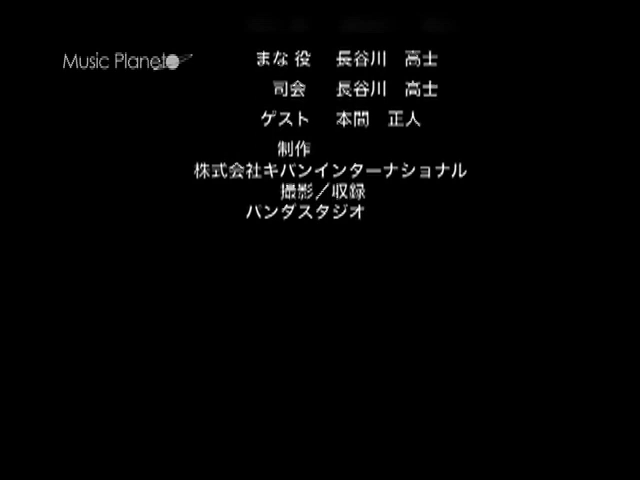 Music Planet
まな 役　長谷川　高士
司会　長谷川　高士
ゲスト　本間　正人
制作
株式会社キバンインターナショナル
撮影／収録
パンダスタジオ